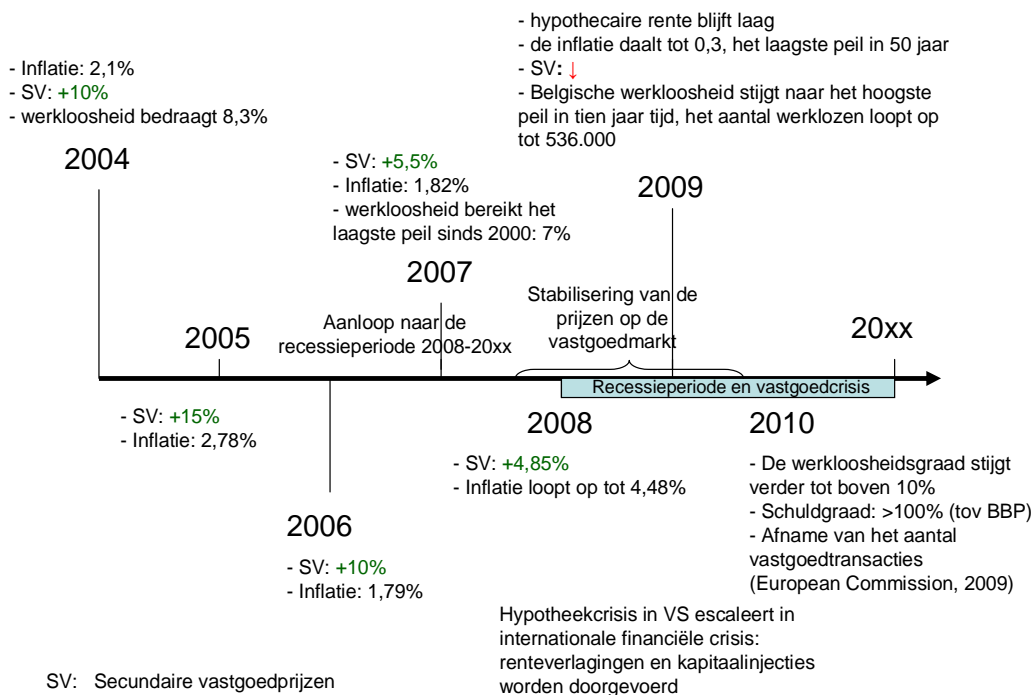 - hypothecaire rente blijft laag
- de inflatie daalt tot 0,3, het laagste peil in 50 jaar
- SV: ↓
- Belgische werkloosheid stijgt naar het hoogste
peil in tien jaar tijd, het aantal werklozen loopt op
tot 536.000
- Inflatie: 2,1%
- SV: +10%
- werkloosheid bedraagt 8,3%
2004
- SV: +5,5%
- Inflatie: 1,82%
- werkloosheid bereikt het
laagste peil sinds 2000: 7%
2007
2009
2005
Aanloop naar de
recessieperiode 2008-20xx
Stabilisering van de
prijzen op de
vastgoedmarkt
20xx
Recessieperiode en vastgoedcrisis
- SV: +15%
- Inflatie: 2,78%
2008
- SV: +4,85%
- Inflatie loopt op tot 4,48%
2010
- De werkloosheidsgraad stijgt
verder tot boven 10%
- Schuldgraad: >100% (tov BBP)
- Afname van het aantal
vastgoedtransacties
(European Commission, 2009)
2006
- SV: +10%
- Inflatie: 1,79%
Hypotheekcrisis in VS escaleert in
internationale financiële crisis:
renteverlagingen en kapitaalinjecties
worden doorgevoerd
SV: Secundaire vastgoedprijzen